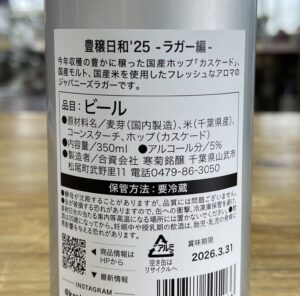 豊穣日和'25 -ラガー編-
今年収穫の豊かに穣った国産ホップ「カスケード」、
国産モルト、国産米を使用したフレッシュなアロマの
ジャパニーズラガーです。
品目:ビール
●原材料名/麦芽(国内製造)、米(千葉県産)、
コーンスターチ、ホップ(カスケード)
●内容量/350ml ●アルコール分/5%
●製造者/合資会社 寒菊銘醸 千葉県山武市
松尾町武野里11 電話0479-86-3050
保管方法:要冷蔵
商品情報は
HPから
最新情報
INSTAGRAM
アルミ
空き缶は
リサイクルへ
賞味期限
2026.3.31